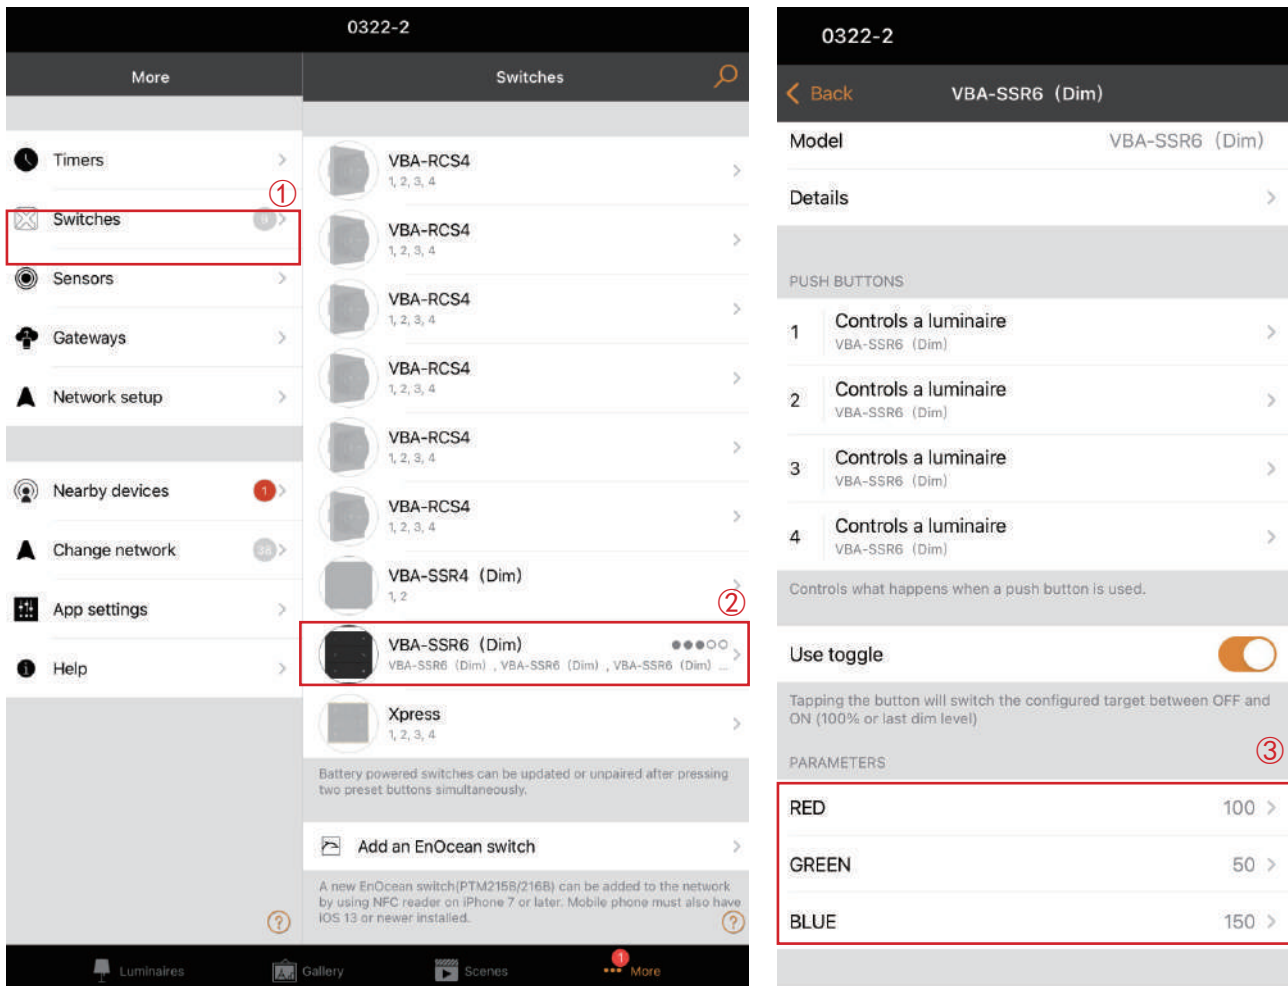 0322-2
More
Timers
①
Switches
Sensors
Gateways
Network setup
Nearby devices
1
Change network
App settings
Help
Switches
VBA-RCS4
1, 2, 3, 4
VBA-RCS4
1, 2, 3, 4
VBA-RCS4
1, 2, 3, 4
VBA-RCS4
1, 2, 3, 4
VBA-RCS4
1, 2, 3, 4
VBA-RCS4
1, 2, 3, 4
VBA-SSR4 (Dim)
1, 2
②
VBA-SSR6 (Dim)
VBA-SSR6 (Dim) , VBA-SSR6 (Dim) , VBA-SSR6 (Dim) ...
Xpress
1, 2, 3, 4
Battery powered switches can be updated or unpaired after pressing
two preset buttons simultaneously.
Add an EnOcean switch
A new EnOcean switch(PTM215B/216B) can be added to the network
by using NFC reader on iPhone 7 or later. Mobile phone must also have
iOS 13 or newer installed.
?
?
Luminaires
Gallery
Scenes
1
More
0322-2
Back
VBA-SSR6 (Dim)
Model VBA-SSR6 (Dim)
Details
PUSH BUTTONS
1 Controls a luminaire
VBA-SSR6 (Dim)
2 Controls a luminaire
VBA-SSR6 (Dim)
3 Controls a luminaire
VBA-SSR6 (Dim)
4 Controls a luminaire
VBA-SSR6 (Dim)
Controls what happens when a push button is used.
Use toggle
Tapping the button will switch the configured target between OFF and
ON (100% or last dim level)
③
PARAMETERS
RED 100
GREEN 50
BLUE 150